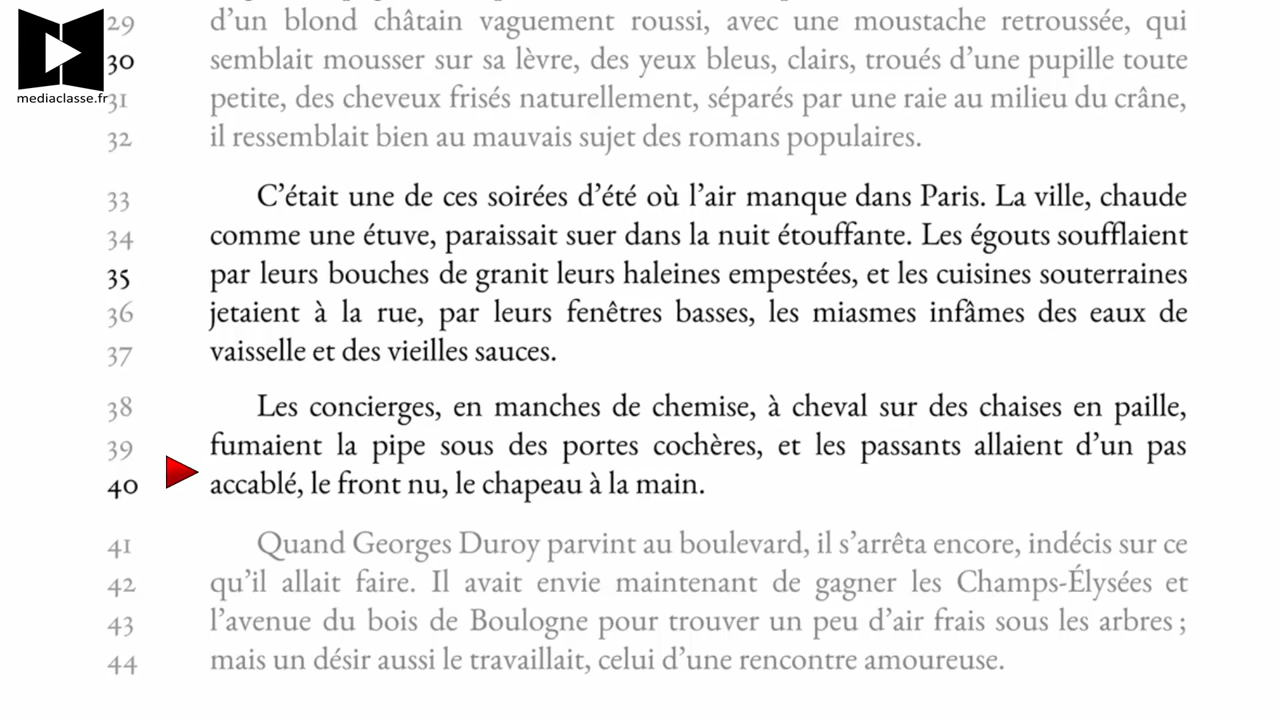 29 d’un blond châtain vaguement roussi, avec une moustache retroussée, qui
30 semblait mousser sur sa lèvre, des yeux bleus, clairs, troués d’une pupille toute
mediaclasse.fr
31 petite, des cheveux frisés naturellement, séparés par une raie au milieu du crâne,
32 il ressemblait bien au mauvais sujet des romans populaires.
33 C’était une de ces soirées d’été où l’air manque dans Paris. La ville, chaude
34 comme une étuve, paraissait suer dans la nuit étouffante. Les égouts soufflaient
35 par leurs bouches de granit leurs haleines empestées, et les cuisines souterraines
36 jetaient à la rue, par leurs fenêtres basses, les miasmes infâmes des eaux de
37 vaisselle et des vieilles sauces.
38 Les concierges, en manches de chemise, à cheval sur des chaises en paille,
39 fumaient la pipe sous des portes cochères, et les passants allaient d’un pas
40 accablé, le front nu, le chapeau à la main.
41 Quand Georges Duroy parvint au boulevard, il s’arrêta encore, indécis sur ce
42 qu’il allait faire. Il avait envie maintenant de gagner les Champs-Élysées et
43 l’avenue du bois de Boulogne pour trouver un peu d’air frais sous les arbres ;
44 mais un désir aussi le travaillait, celui d’une rencontre amoureuse.